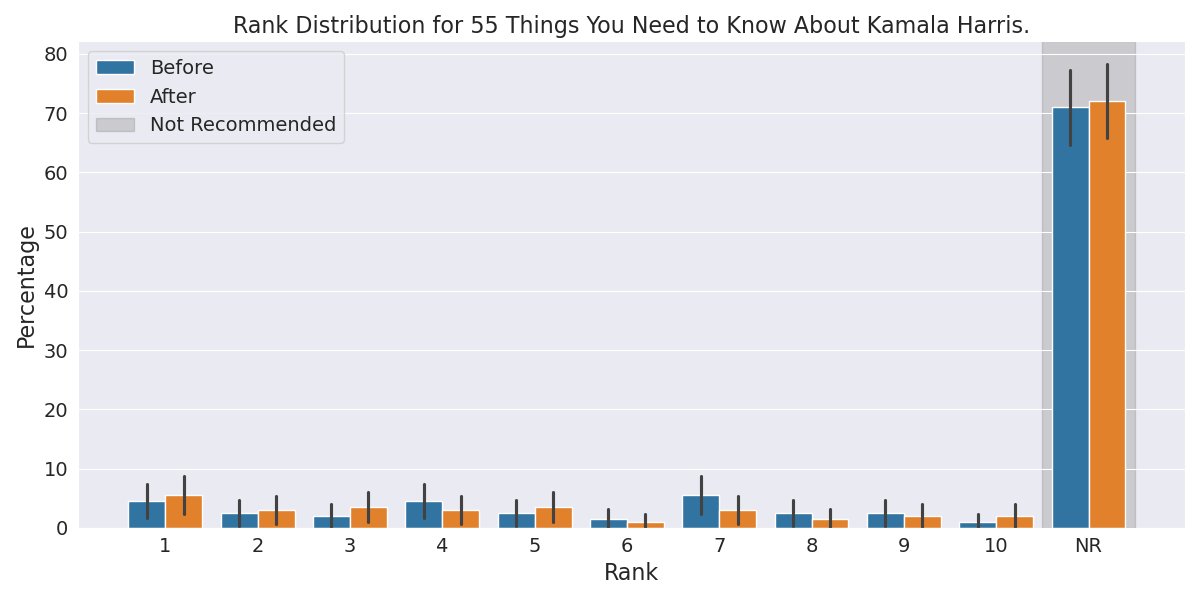 Rank Distribution for 55 Things You Need to Know About Kamala Harris.
Before
After
Not Recommended
Percentage
80
70
60
50
40
30
20
10
0
1 2 3 4 5 6 7 8 9 10 NR
Rank